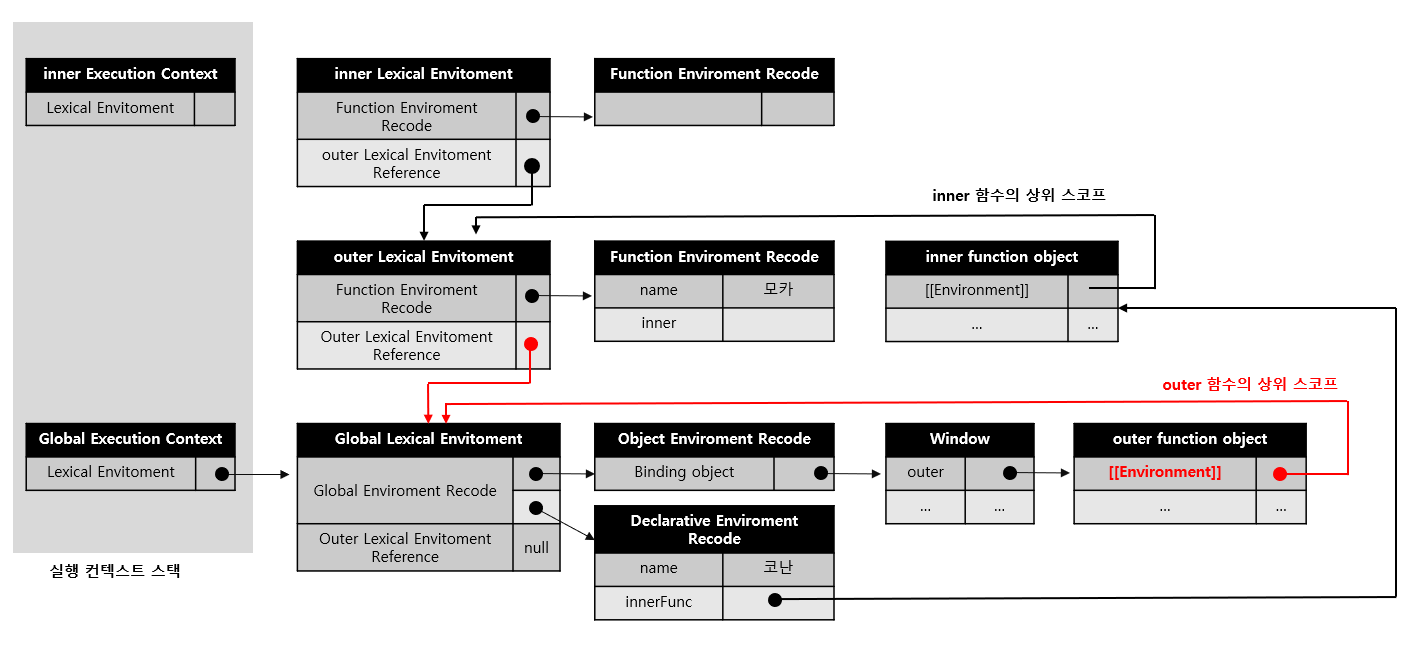 inner Execution Context
Lexical Envitoment
inner Lexical Envitoment
Function Enviroment
Recode
outer Lexical Envitoment
Reference
Function Enviroment Recode
inner 함수의 상위 스코프
outer Lexical Envitoment
Function Enviroment
Recode
Outer Lexical Envitoment
Reference
Function Enviroment Recode
name 모카
inner
inner function object
[[Environment]]
... ...
outer 함수의 상위 스코프
Global Execution Context
Lexical Envitoment
Global Lexical Envitoment
Global Enviroment Recode
Outer Lexical Envitoment
Reference
null
Object Enviroment Recode
Binding object
Window
outer
... ...
outer function object
[[Environment]]
... ...
Declarative Enviroment
Recode
name 코난
innerFunc
실행 컨텍스트 스택